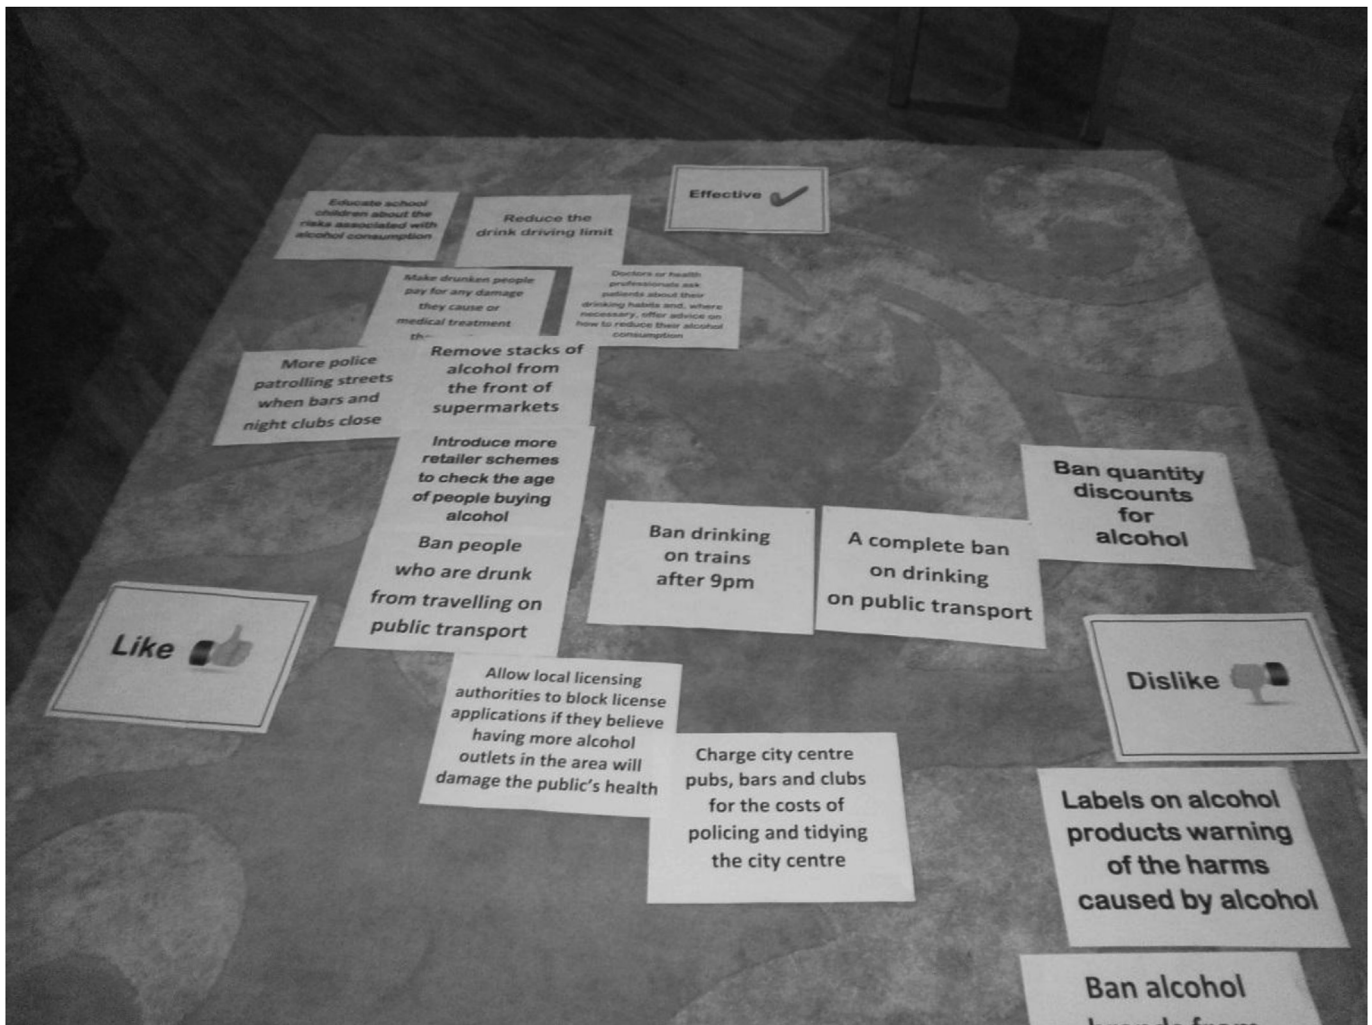 Effective
Educate school
children about the
risks associated with
alcohol consumption
Reduce the
drink driving limit
Make drunken people
pay for any damage
they cause or
medical treatment
Doctors or health
professionals ask
patients about their
drinking habits and, where
necessary, offer advice on
how to reduce their alcohol
consumption
More police
patrolling streets
when bars and
night clubs close
Remove stacks of
alcohol from
the front of
supermarkets
Introduce more
retailer schemes
to check the age
of people buying
alcohol
Ban quantity
discounts
for
alcohol
Ban people
who are drunk
from travelling on
public transport
Ban drinking
on trains
after 9pm
A complete ban
on drinking
on public transport
Like
Dislike
Allow local licensing
authorities to block license
applications if they believe
having more alcohol
outlets in the area will
damage the public's health
Charge city centre
pubs, bars and clubs
for the costs of
policing and tidying
the city centre
Labels on alcohol
products warning
of the harms
caused by alcohol
Ban alcohol
brands from